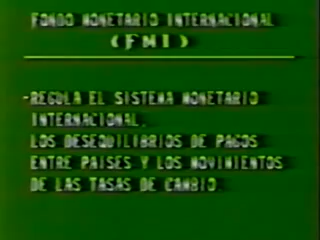 FONDO MONETARIO INTERNACIONAL
(FMI)
-REGULA EL SISTEMA MONETARIO
INTERNACIONAL.
LOS DESEQUILIBRIOS DE PAGOS
ENTRE PAISES Y LOS MOVIMIENTOS
DE LAS TASAS DE CAMBIO.